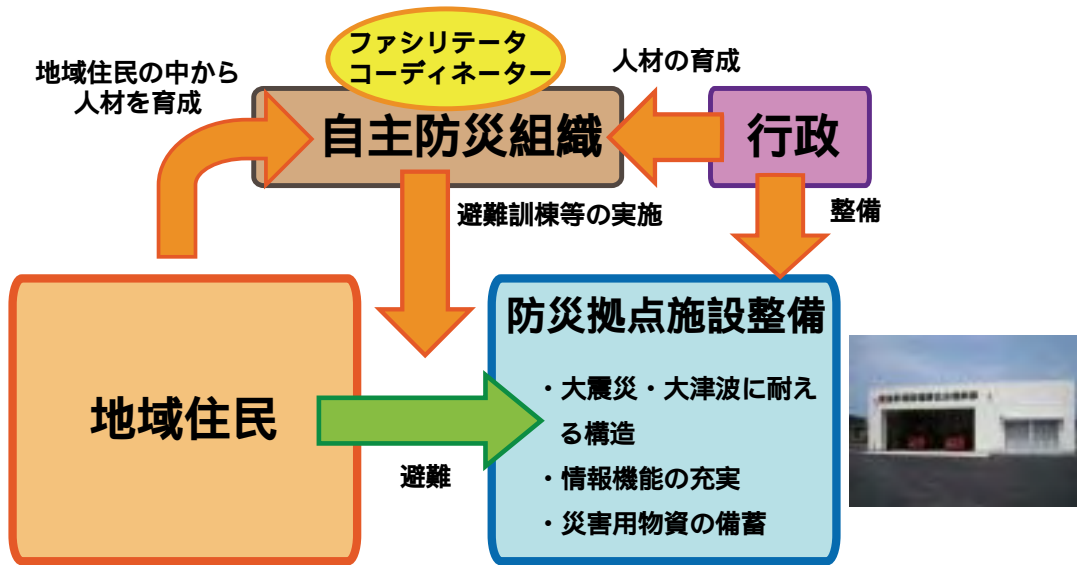 ファシリテータ
コーディネーター
地域住民の中から
人材を育成
人材の育成
自主防災組織
行政
避難訓棟等の実施
整備
地域住民
避難
防災拠点施設整備
・大震災・大津波に耐え
る構造
・情報機能の充実
・災害用物資の備蓄